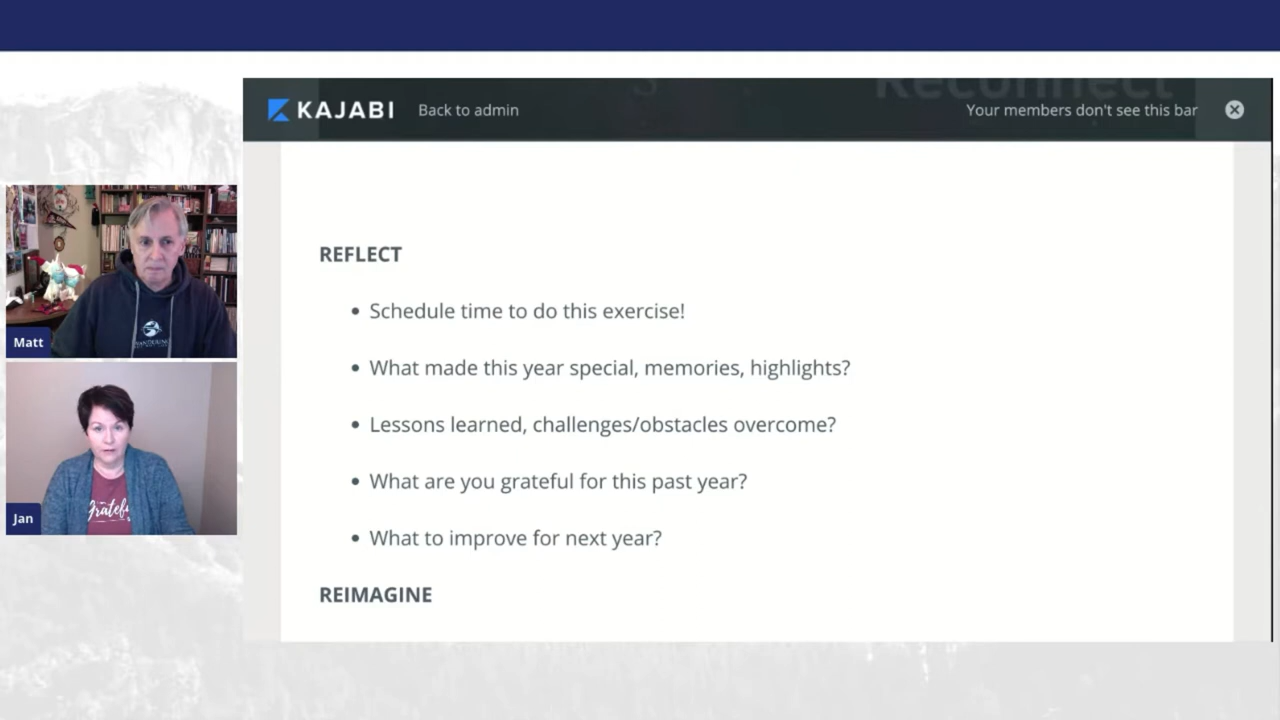 Reconnect
KAJABI
Back to admin
Your members don't see this bar
REFLECT
• Schedule time to do this exercise!
• What made this year special, memories, highlights?
• Lessons learned, challenges/obstacles overcome?
• What are you grateful for this past year?
• What to improve for next year?
REIMAGINE
Matt
Jan